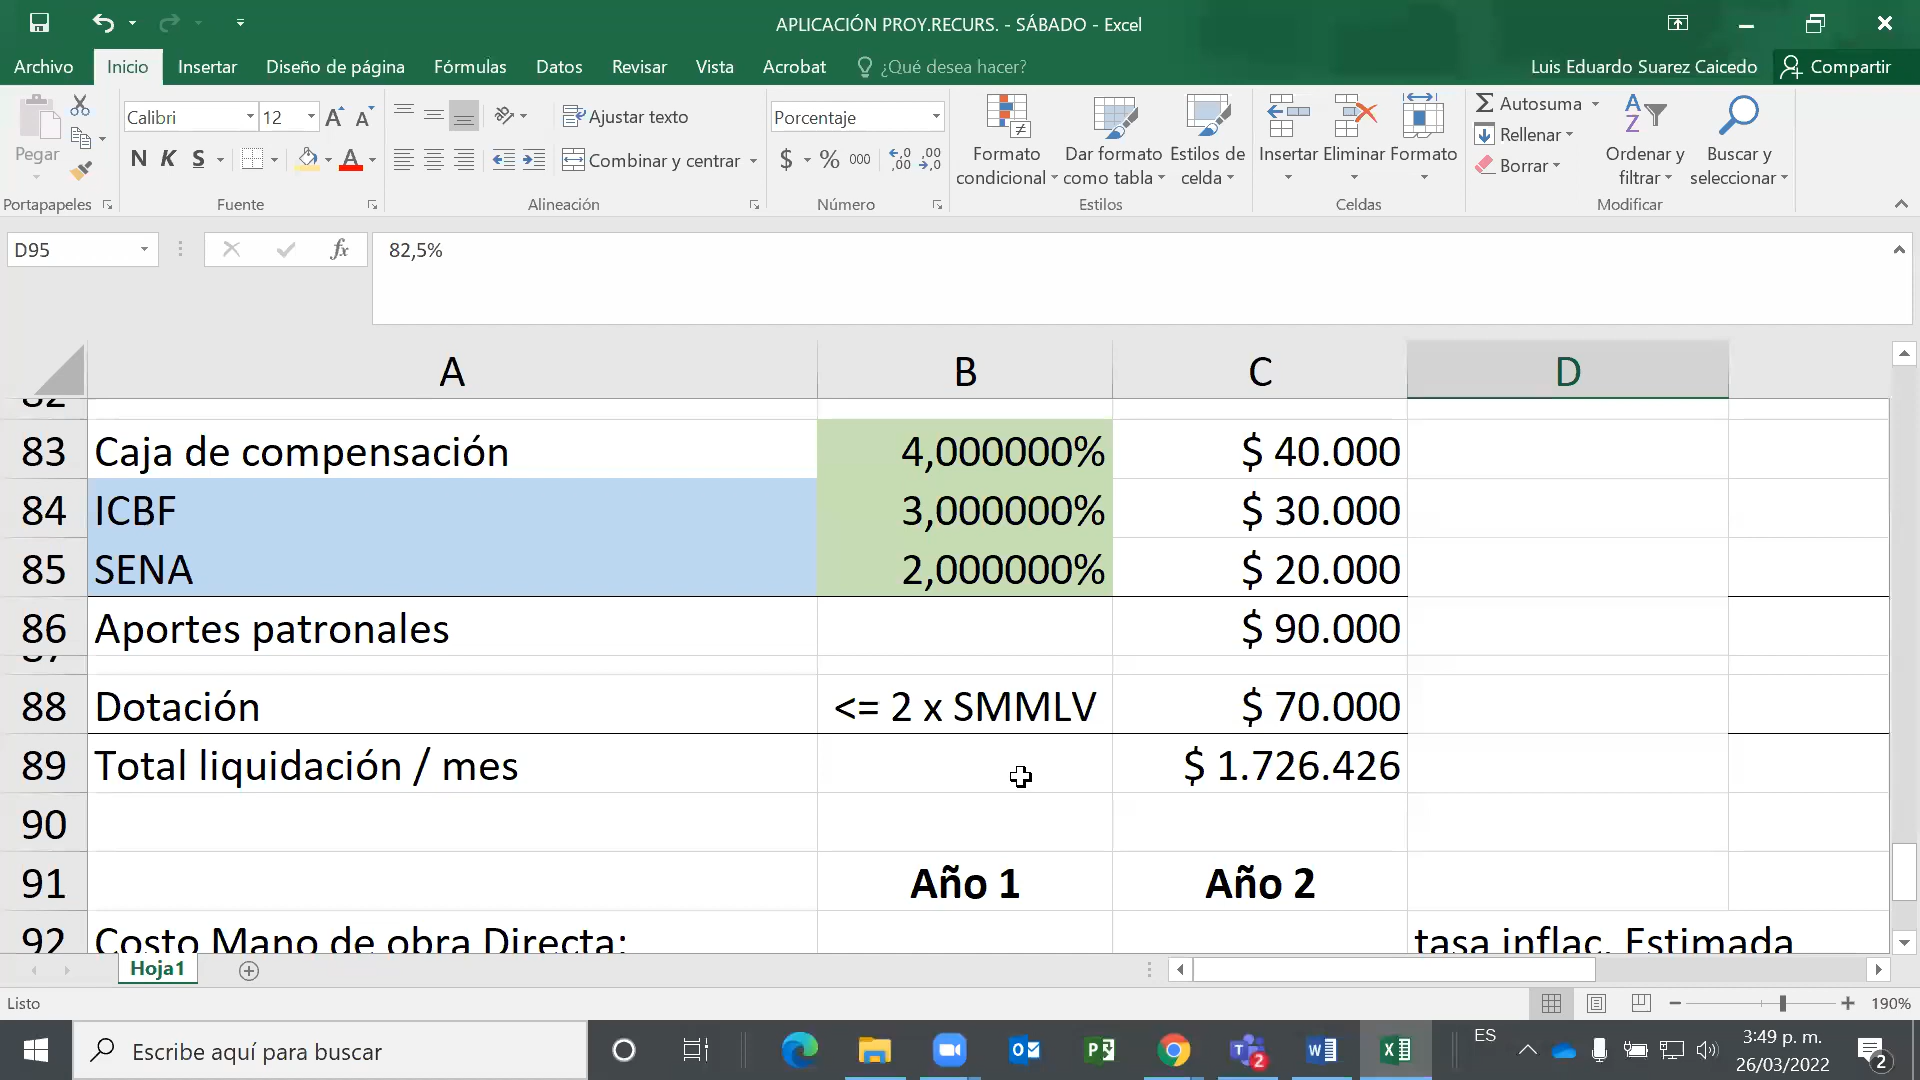 APLICACIÓN PROY.RECURS. - SÁBADO - Excel
Archivo Inicio Insertar Diseño de página Fórmulas Datos Revisar Vista Acrobat ¿Qué desea hacer? Luis Eduardo Suarez Caicedo Compartir
Pegar
Calibri 12
N K S
Ajustar texto
Combinar y centrar
Porcentaje
$ % 000
Formato condicional
Dar formato como tabla
Estilos de celda
Insertar Eliminar Formato
Autosuma
Rellenar
Borrar
Ordenar y filtrar
Buscar y seleccionar
Portapapeles Fuente Alineación Número Estilos Celdas Modificar
D95 fx 82,5%
A B C D
83 Caja de compensación 4,000000% $ 40.000
84 ICBF 3,000000% $ 30.000
85 SENA 2,000000% $ 20.000
86 Aportes patronales $ 90.000
88 Dotación <= 2 x SMMLV $ 70.000
89 Total liquidación / mes $ 1.726.426
90
91 Año 1 Año 2
92 Costo Mano de obra Directa: tasa inflac. Estimada
Hoja1
Listo 190%
Escribe aquí para buscar ES 3:49 p. m.
26/03/2022
2
2